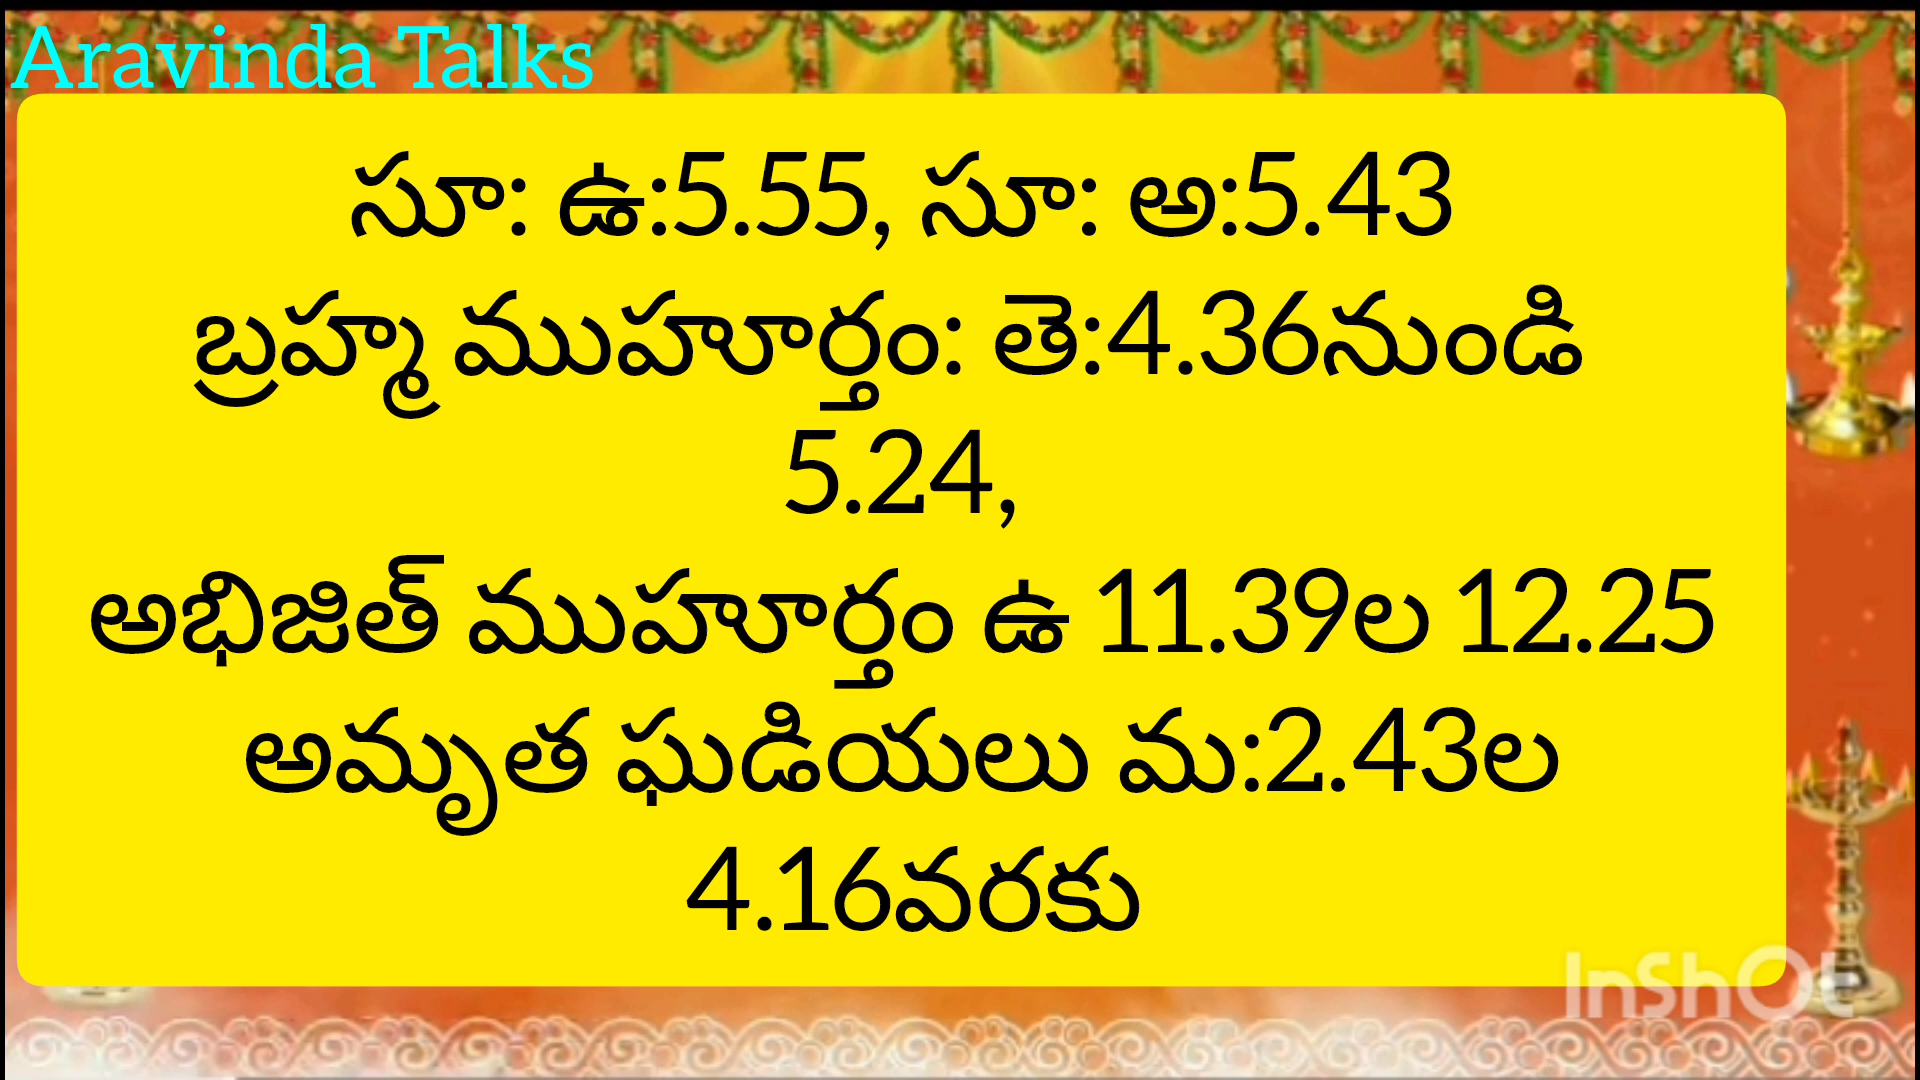 Aravinda Talks
సూ: ఉ:5.55, సూ: అ:5.43
బ్రహ్మ ముహూర్తం: తె:4.36నుండి
5.24,
అభిజిత్ ముహూర్తం ఉ 11.39ల 12.25
అమృత ఘడియలు మ:2.43ల
4.16వరకు
InShOt